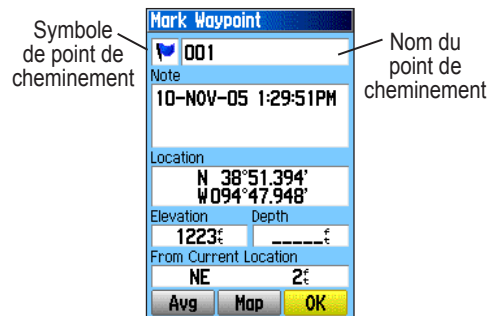 Mark Waypoint
Symbole
de point de
cheminement
001
Nom du
point de
cheminement
Note
10-NOV-05 1:29:51PM
Location
N 38°51.394'
W094°47.948'
Elevation Depth
1223ft _____ft
From Current Location
NE 2ft
Avg Map OK